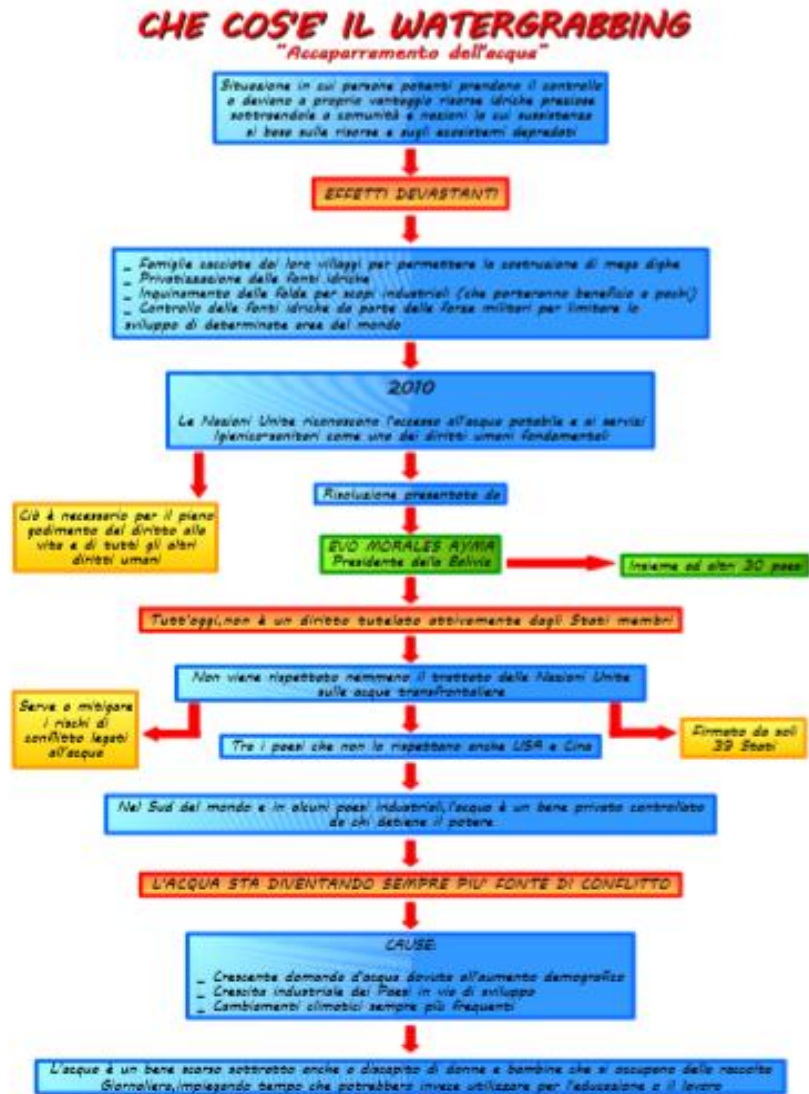 CHE COS'E' IL WATERGRABBING
"Accaparramento dell'acqua"
Situazione in cui persone potenti prendono il controllo
o deviano a proprio vantaggio risorse idriche preziose
sottraendole a comunità e nazioni la cui sussistenza
si basa sulle risorse e sugli ecosistemi depredati
EFFETTI DEVASTANTI
_ Famiglie cacciate dai loro villaggi per permettere la costruzione di mega dighe
_ Privatizzazione delle fonti idriche
_ Inquinamento delle falde per scopi industriali (che porteranno beneficio a pochi)
_ Controllo delle fonti idriche da parte delle forze militari per limitare lo
sviluppo di determinate aree del mondo
2010
Le Nazioni Unite riconoscono l'accesso all'acqua potabile e ai servizi
Igienico-sanitari come uno dei diritti umani fondamentali
Risoluzione presentata da
Ciò è necessario per il pieno
godimento del diritto alla
vita e di tutti gli altri
diritti umani
EVO MORALES AYMA
Presidente della Bolivia
Insieme ad altri 30 paesi
Tutt'oggi,non è un diritto tutelato attivamente dagli Stati membri
Non viene rispettato nemmeno il trattato delle Nazioni Unite
sulle acque transfrontaliere
Serve a mitigare
i rischi di
conflitto legati
all'acqua
Firmato da soli
39 Stati
Tra i paesi che non lo rispettano anche USA e Cina
Nel Sud del mondo e in alcuni paesi industriali,l'acqua è un bene privato controllato
da chi detiene il potere
L'ACQUA STA DIVENTANDO SEMPRE PIU' FONTE DI CONFLITTO
CAUSE:
_ Crescente domanda d'acqua dovuta all'aumento demografico
_ Crescita industriale dei Paesi in via di sviluppo
_ Cambiamenti climatici sempre più frequenti
L'acqua è un bene scarso sottratto anche a discapito di donne e bambine che si occupano della raccolta
Giornaliera,impiegando tempo che potrebbero invece utilizzare per l'educazione o il lavoro